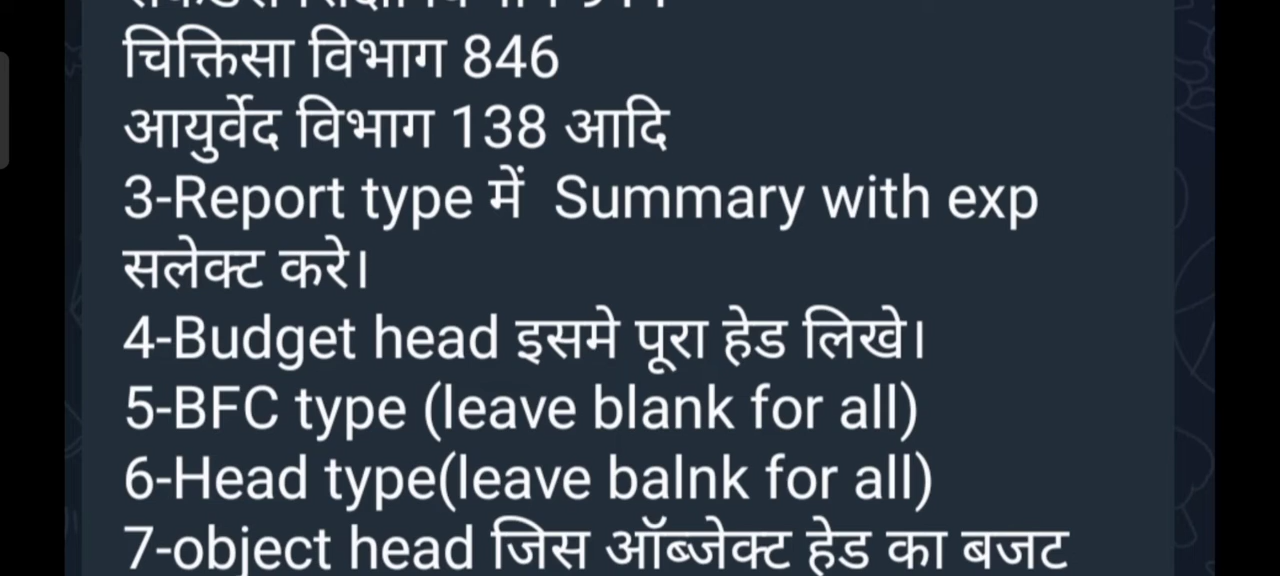 चिक्तिसा विभाग 846
आयुर्वेद विभाग 138 आदि
3-Report type में Summary with exp
सलेक्ट करे।
4-Budget head इसमे पूरा हेड लिखे।
5-BFC type (leave blank for all)
6-Head type(leave balnk for all)
7-object head जिस ऑब्जेक्ट हेड का बजट